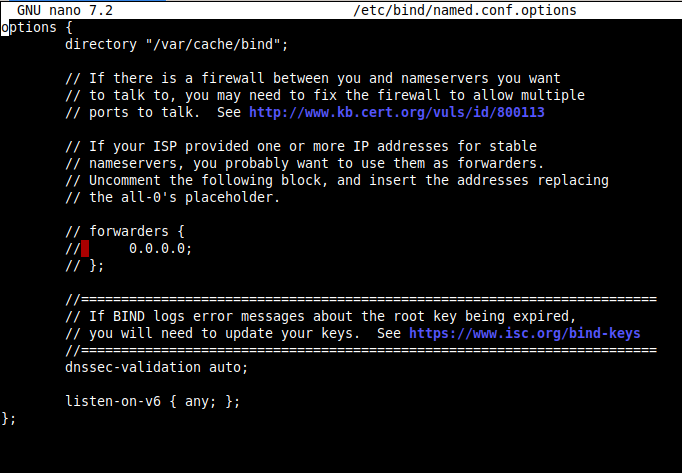 GNU nano 7.2 /etc/bind/named.conf.options
options {
directory "/var/cache/bind";
// If there is a firewall between you and nameservers you want
// to talk to, you may need to fix the firewall to allow multiple
// ports to talk.  See http://www.kb.cert.org/vuls/id/800113
// If your ISP provided one or more IP addresses for stable
// nameservers, you probably want to use them as forwarders.
// Uncomment the following block, and insert the addresses replacing
// the all-0's placeholder.
// forwarders {
//      0.0.0.0;
// };
//========================================================================
// If BIND logs error messages about the root key being expired,
// you will need to update your keys.  See https://www.isc.org/bind-keys
//========================================================================
dnssec-validation auto;
listen-on-v6 { any; };
};